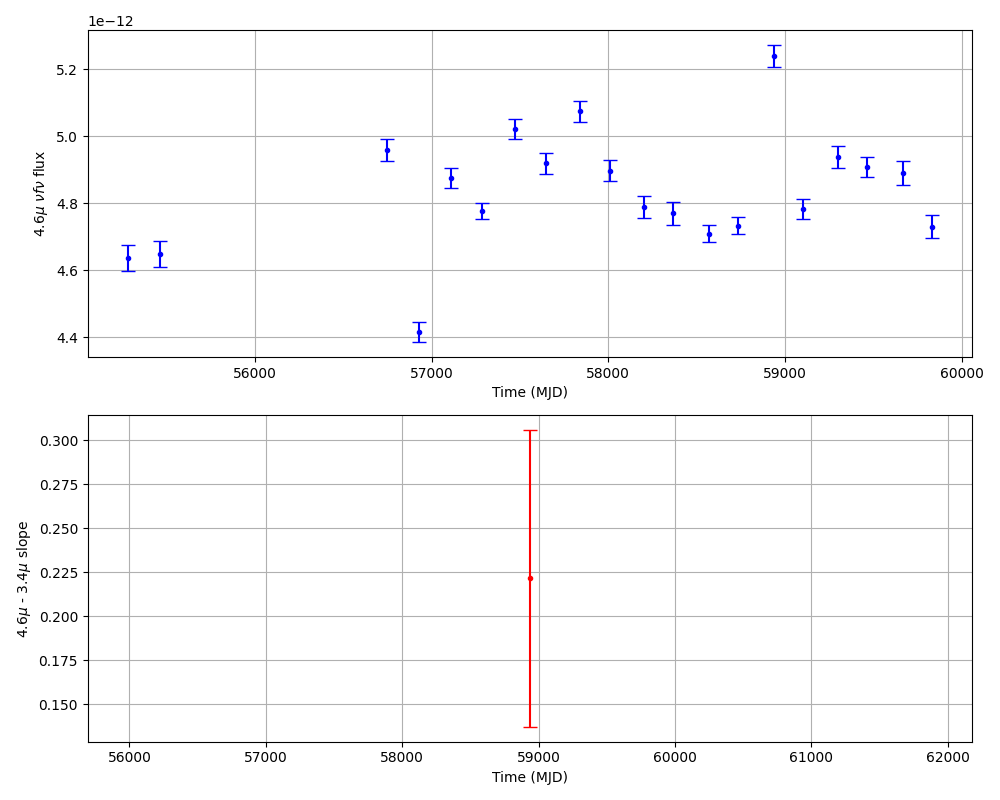 1e−12
5.2
5.0
4.8
4.6
4.4
4.6μ νfν flux
56000 57000 58000 59000 60000
Time (MJD)
0.300
0.275
0.250
0.225
0.200
0.175
0.150
4.6μ - 3.4μ slope
56000 57000 58000 59000 60000 61000 62000
Time (MJD)